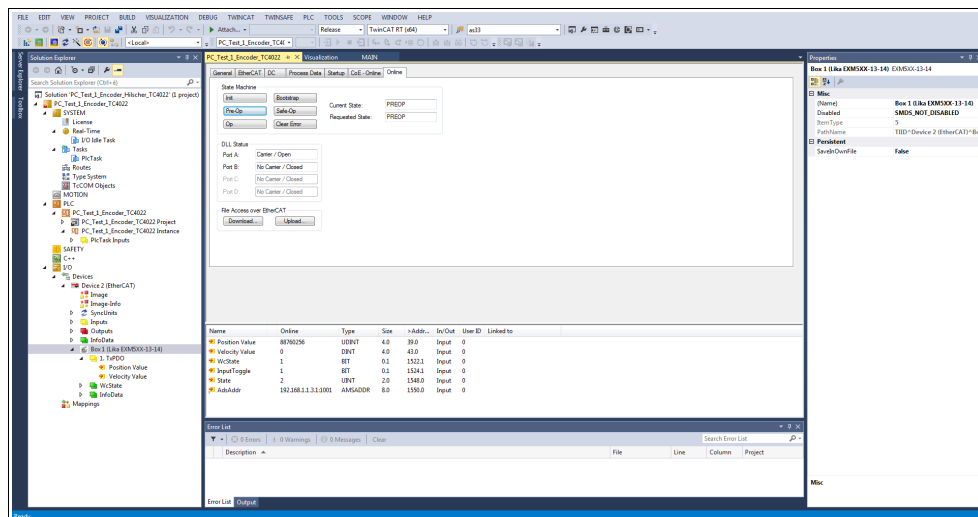 FILE EDIT VIEW PROJECT BUILD VISUALIZATION DEBUG TWINCAT TWINSAFE PLC TOOLS SCOPE WINDOW HELP
Attach... Release TwinCAT RT (x64) as33
<Local> PC_Test_1_Encoder_TC4(
Server Explorer
Toolbox
Solution Explorer
Search Solution Explorer (Ctrl+è)
Solution 'PC_Test_1_Encoder_Hilscher_TC4022' (1 project)
PC_Test_1_Encoder_TC4022
SYSTEM
License
Real-Time
I/O Idle Task
Tasks
PlcTask
Routes
Type System
TcCOM Objects
MOTION
PLC
PC_Test_1_Encoder_TC4022
PC_Test_1_Encoder_TC4022 Project
PC_Test_1_Encoder_TC4022 Instance
PlcTask Inputs
SAFETY
C++
I/O
Devices
Device 2 (EtherCAT)
Image
Image-Info
SyncUnits
Inputs
Outputs
InfoData
Box 1 (Lika EXM5XX-13-14)
1. TxPDO
Position Value
Velocity Value
WcState
InfoData
Mappings
PC_Test_1_Encoder_TC4022 Visualization MAIN
General EtherCAT DC Process Data Startup CoE - Online Online
State Machine
Init Bootstrap
Pre-Op Safe-Op
Op Clear Error
Current State: PREOP
Requested State: PREOP
DLL Status
Port A: Carrier / Open
Port B: No Carrier / Closed
Port C: No Carrier / Closed
Port D: No Carrier / Closed
File Access over EtherCAT
Download... Upload...
Name Online Type Size >Addr... In/Out User ID Linked to
Position Value 88760256 UDINT 4.0 39.0 Input 0
Velocity Value 0 DINT 4.0 43.0 Input 0
WcState 1 BIT 0.1 1522.1 Input 0
InputToggle 1 BIT 0.1 1524.1 Input 0
State 2 UINT 2.0 1548.0 Input 0
AdsAddr 192.168.1.1.3.1:1001 AMSADDR 8.0 1550.0 Input 0
Error List
0 Errors 0 Warnings 0 Messages Clear Search Error List
Description File Line Column Project
Error List Output
Properties
Box 1 (Lika EXM5XX-13-14) EXM5XX-13-14
Misc
(Name) Box 1 (Lika EXM5XX-13-14)
Disabled SMDS_NOT_DISABLED
ItemType 5
PathName TIID^Device 2 (EtherCAT)^B
Persistent
SaveInOwnFile False
Misc
Ready